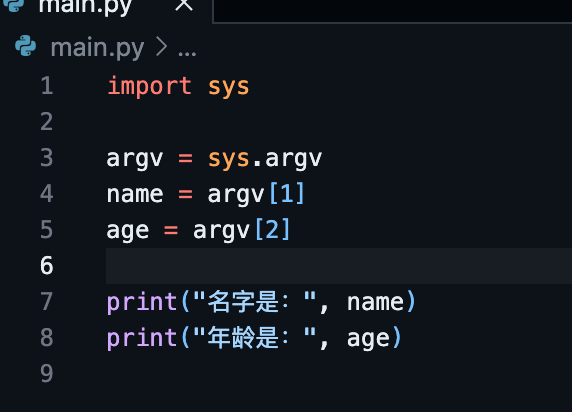 main.py ×
main.py > ...
1 import sys
2
3 argv = sys.argv
4 name = argv[1]
5 age = argv[2]
6
7 print("名字是：", name)
8 print("年龄是：", age)
9